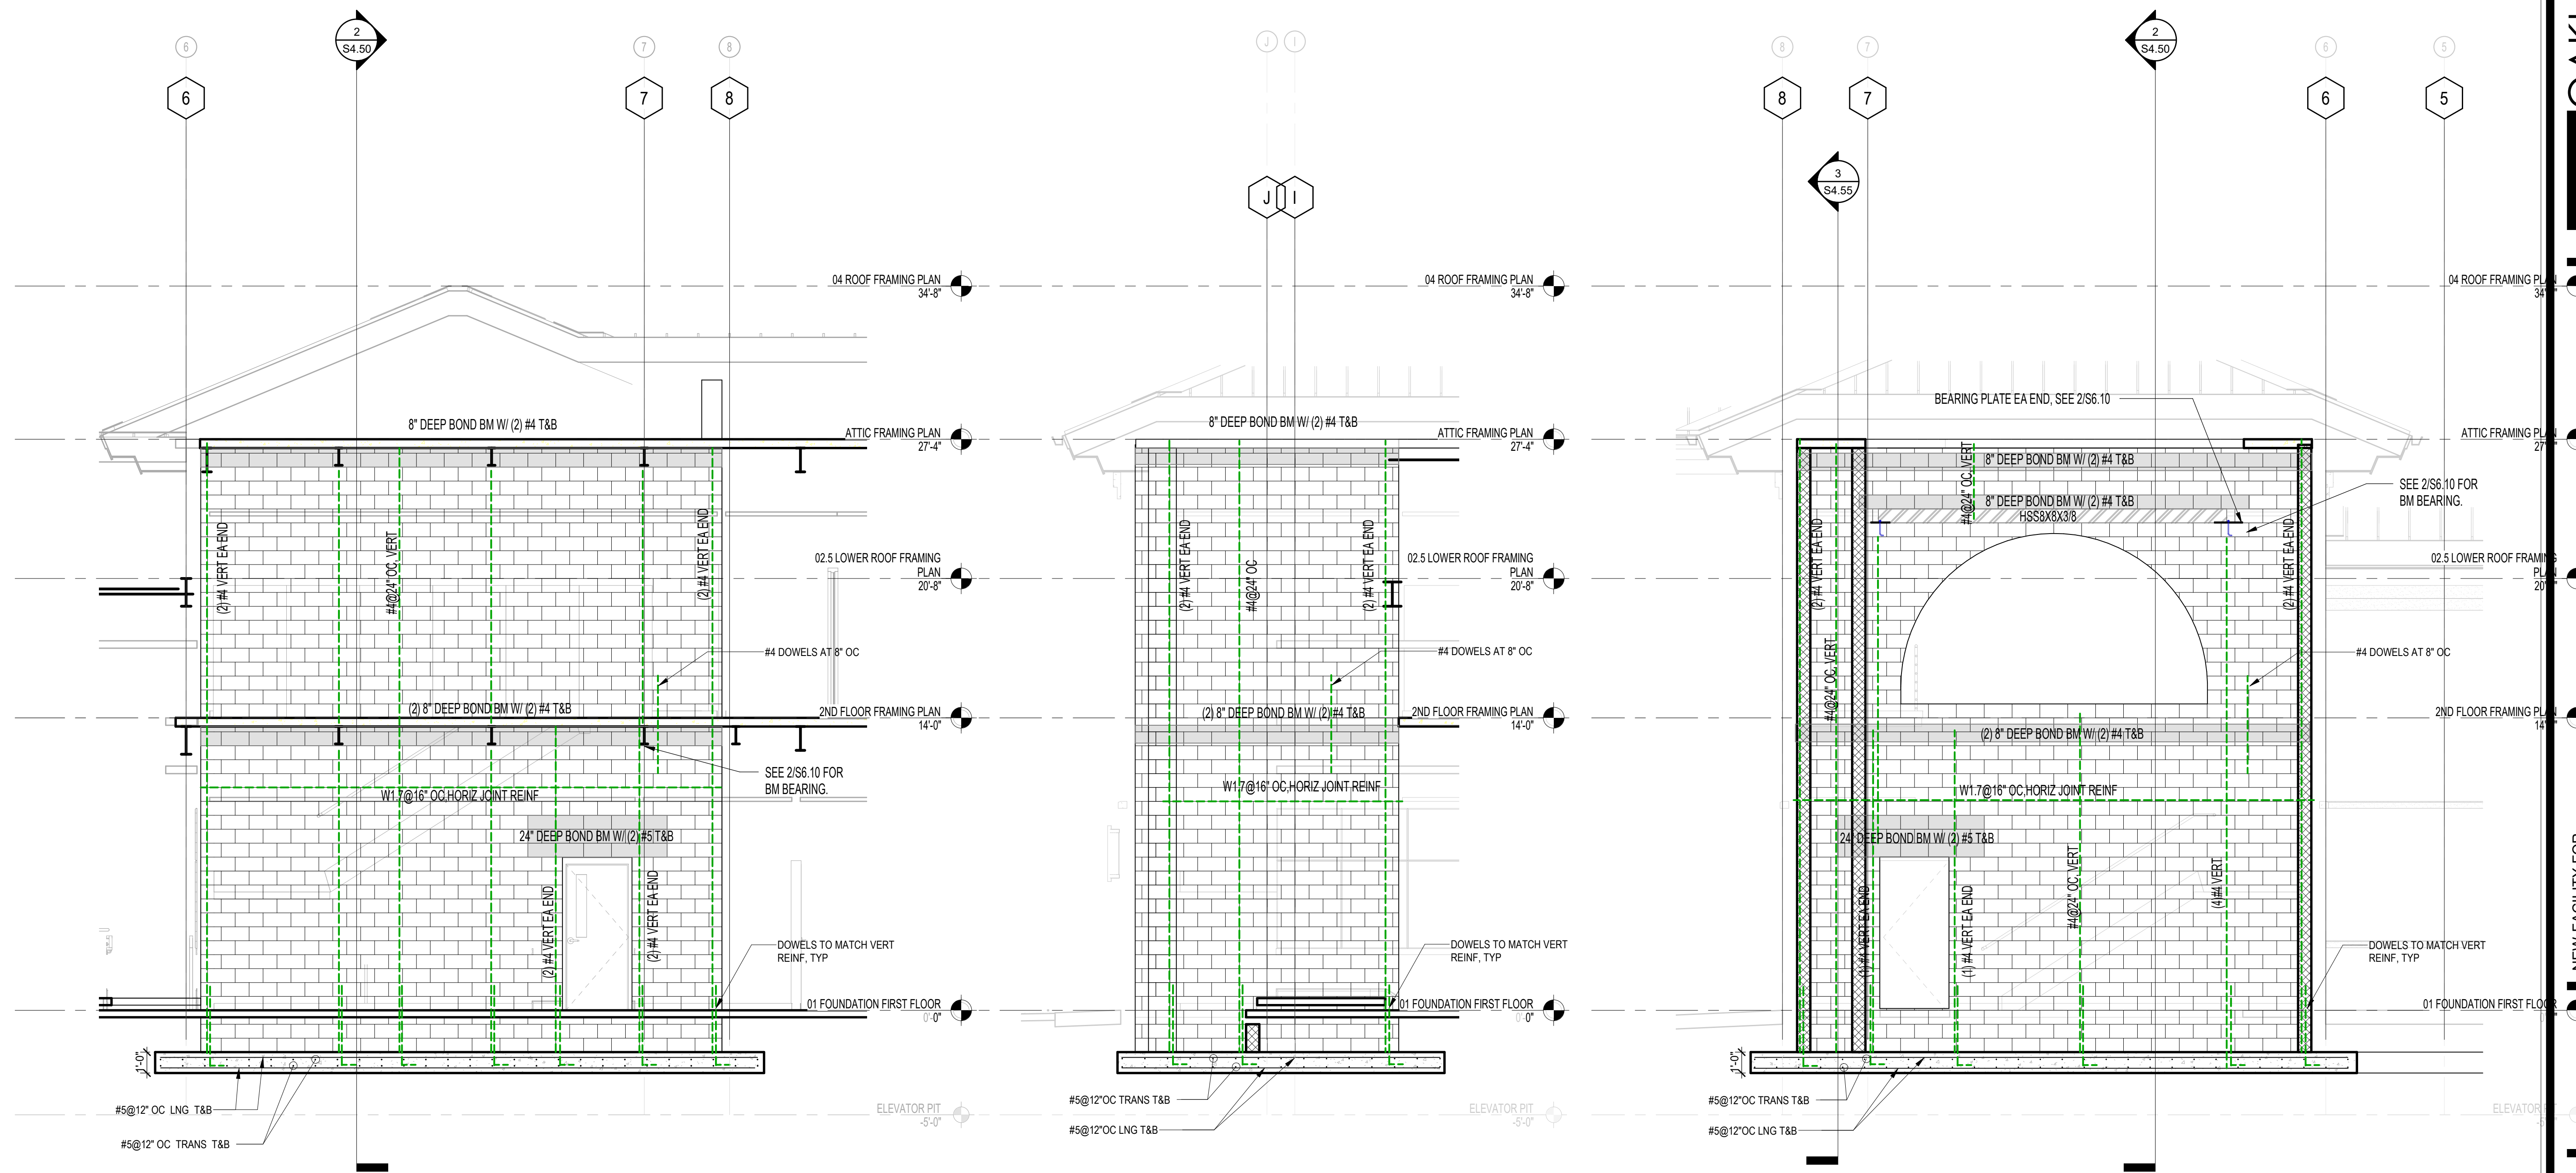 2
S4.50
6
7
8
6
7
8
04 ROOF FRAMING PLAN
34'-8"
8" DEEP BOND BM W/ (2) #4 T&B
ATTIC FRAMING PLAN
27'-4"
(2) #4 VERT EA END
#4@24" OC, VERT
(2) #4 VERT EA END
02.5 LOWER ROOF FRAMING
PLAN
20'-8"
#4 DOWELS AT 8" OC
(2) 8" DEEP BOND BM W/ (2) #4 T&B
2ND FLOOR FRAMING PLAN
14'-0"
SEE 2/S6.10 FOR
BM BEARING.
W1.7@16" OC,HORIZ JOINT REINF
24" DEEP BOND BM W/ (2) #5 T&B
(2) #4 VERT EA END
(2) #4 VERT EA END
DOWELS TO MATCH VERT
REINF, TYP
01 FOUNDATION FIRST FLOOR
0'-0"
1'-0"
#5@12" OC LNG T&B
#5@12" OC TRANS T&B
ELEVATOR PIT
-5'-0"
J
I
J
I
04 ROOF FRAMING PLAN
34'-8"
8" DEEP BOND BM W/ (2) #4 T&B
ATTIC FRAMING PLAN
27'-4"
(2) #4 VERT EA END
#4@24" OC
(2) #4 VERT EA END
02.5 LOWER ROOF FRAMING
PLAN
20'-8"
#4 DOWELS AT 8" OC
(2) 8" DEEP BOND BM W/ (2) #4 T&B
2ND FLOOR FRAMING PLAN
14'-0"
W1.7@16" OC,HORIZ JOINT REINF
DOWELS TO MATCH VERT
REINF, TYP
01 FOUNDATION FIRST FLOOR
0'-0"
#5@12"OC TRANS T&B
#5@12"OC LNG T&B
ELEVATOR PIT
-5'-0"
2
S4.50
8
7
6
5
8
7
6
5
3
S4.55
04 ROOF FRAMING PLAN
BEARING PLATE EA END, SEE 2/S6.10
ATTIC FRAMING PLAN
8" DEEP BOND BM W/ (2) #4 T&B
#4@24" OC, VERT
SEE 2/S6.10 FOR
BM BEARING.
8" DEEP BOND BM W/ (2) #4 T&B
HSS8X8X3/8
(2) #4 VERT EA END
(2) #4 VERT EA END
02.5 LOWER ROOF FRAMING
PLAN
#4@24" OC, VERT
#4 DOWELS AT 8" OC
2ND FLOOR FRAMING PLAN
(2) 8" DEEP BOND BM W/ (2) #4 T&B
W1.7@16" OC,HORIZ JOINT REINF
24" DEEP BOND BM W/ (2) #5 T&B
(1) #4 VERT EA END
(1) #4 VERT EA END
#4@24" OC, VERT
(4)#4 VERT
DOWELS TO MATCH VERT
REINF, TYP
01 FOUNDATION FIRST FLOOR
1'-0"
#5@12"OC TRANS T&B
#5@12"OC LNG T&B
ELEVATOR
NEW FACILITY FOR